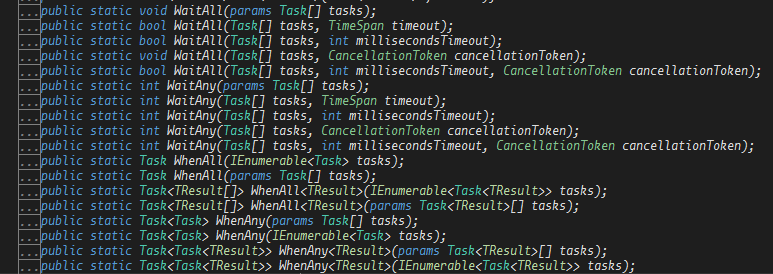 ...public static void WaitAll(params Task[] tasks);
...public static bool WaitAll(Task[] tasks, TimeSpan timeout);
...public static bool WaitAll(Task[] tasks, int millisecondsTimeout);
...public static void WaitAll(Task[] tasks, CancellationToken cancellationToken);
...public static bool WaitAll(Task[] tasks, int millisecondsTimeout, CancellationToken cancellationToken);
...public static int WaitAny(params Task[] tasks);
...public static int WaitAny(Task[] tasks, TimeSpan timeout);
...public static int WaitAny(Task[] tasks, int millisecondsTimeout);
...public static int WaitAny(Task[] tasks, CancellationToken cancellationToken);
...public static int WaitAny(Task[] tasks, int millisecondsTimeout, CancellationToken cancellationToken);
...public static Task WhenAll(IEnumerable<Task> tasks);
...public static Task WhenAll(params Task[] tasks);
...public static Task<TResult[]> WhenAll<TResult>(IEnumerable<Task<TResult>> tasks);
...public static Task<TResult[]> WhenAll<TResult>(params Task<TResult>[] tasks);
...public static Task<Task> WhenAny(params Task[] tasks);
...public static Task<Task> WhenAny(IEnumerable<Task> tasks);
...public static Task<Task<TResult>> WhenAny<TResult>(params Task<TResult>[] tasks);
...public static Task<Task<TResult>> WhenAny<TResult>(IEnumerable<Task<TResult>> tasks);